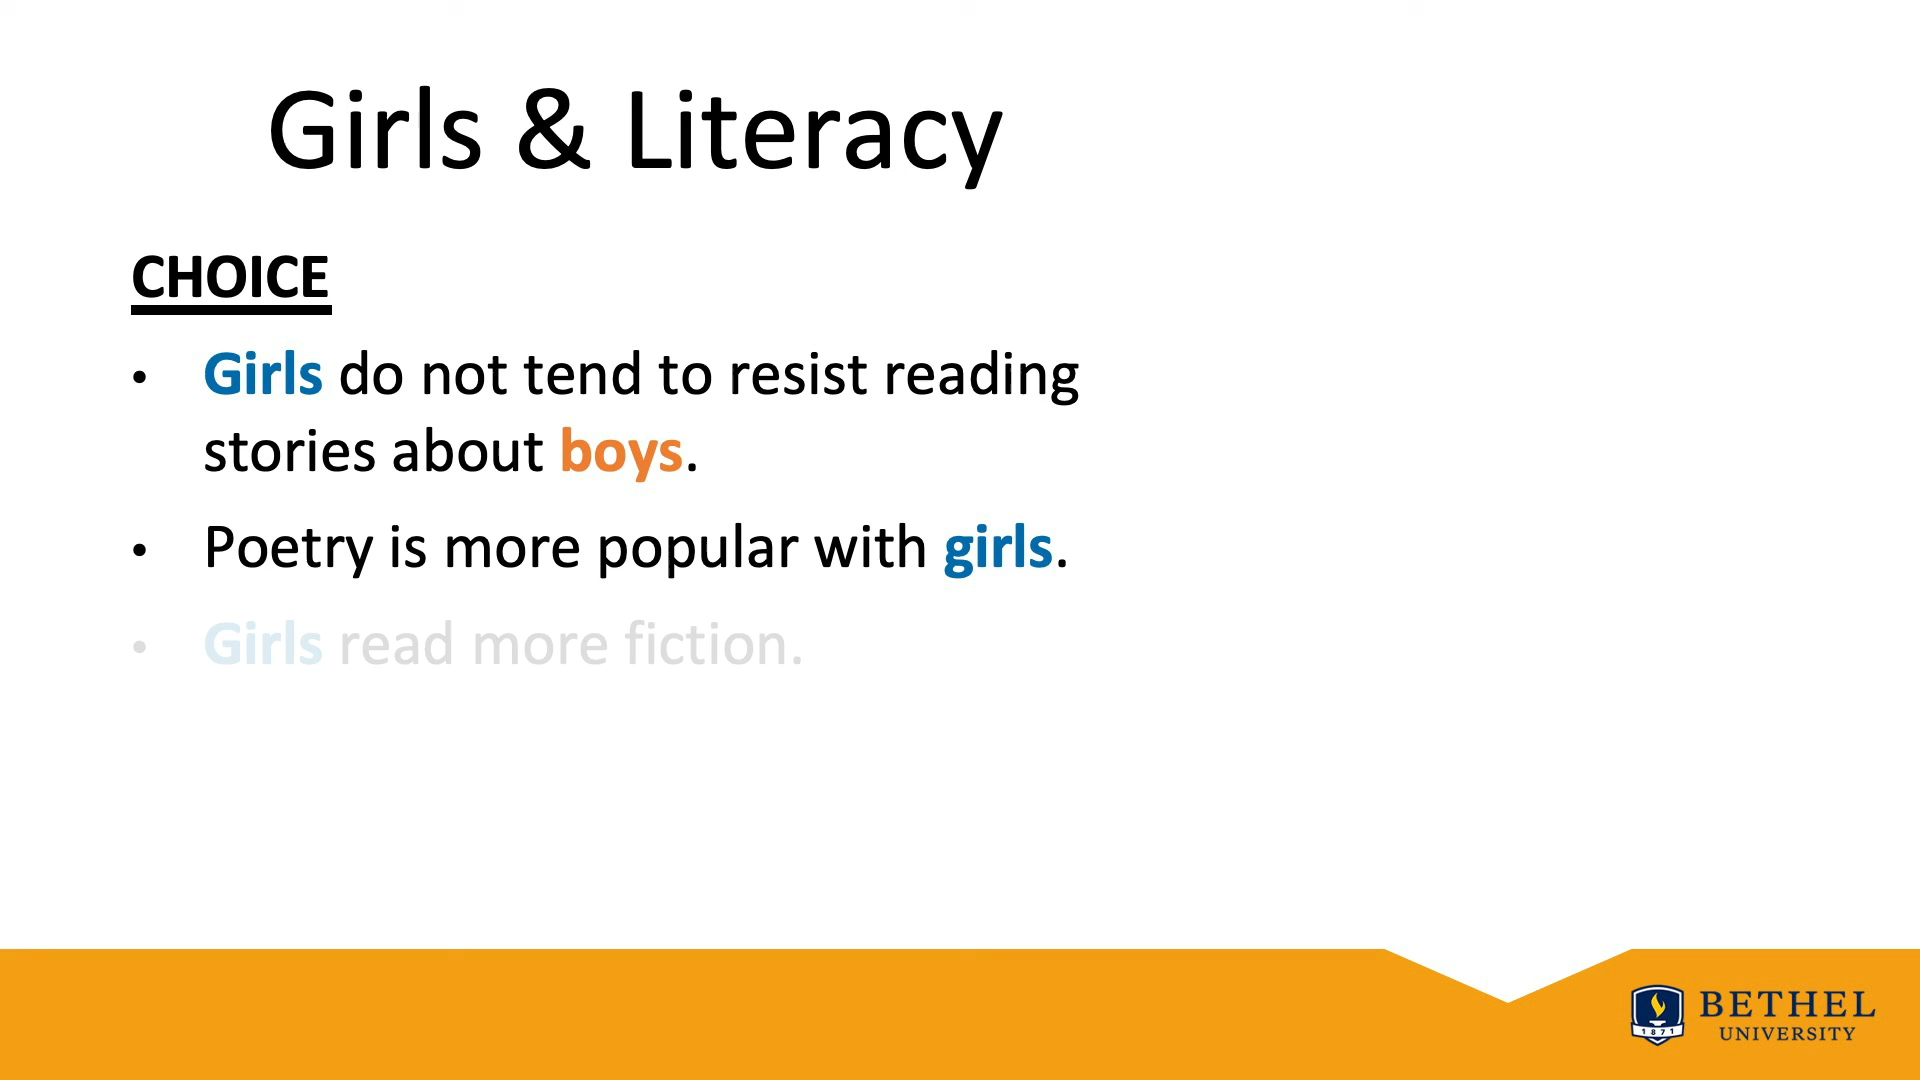 Girls & Literacy
CHOICE
• Girls do not tend to resist reading
stories about boys.
• Poetry is more popular with girls.
• Girls read more fiction.
1871
BETHEL
UNIVERSITY